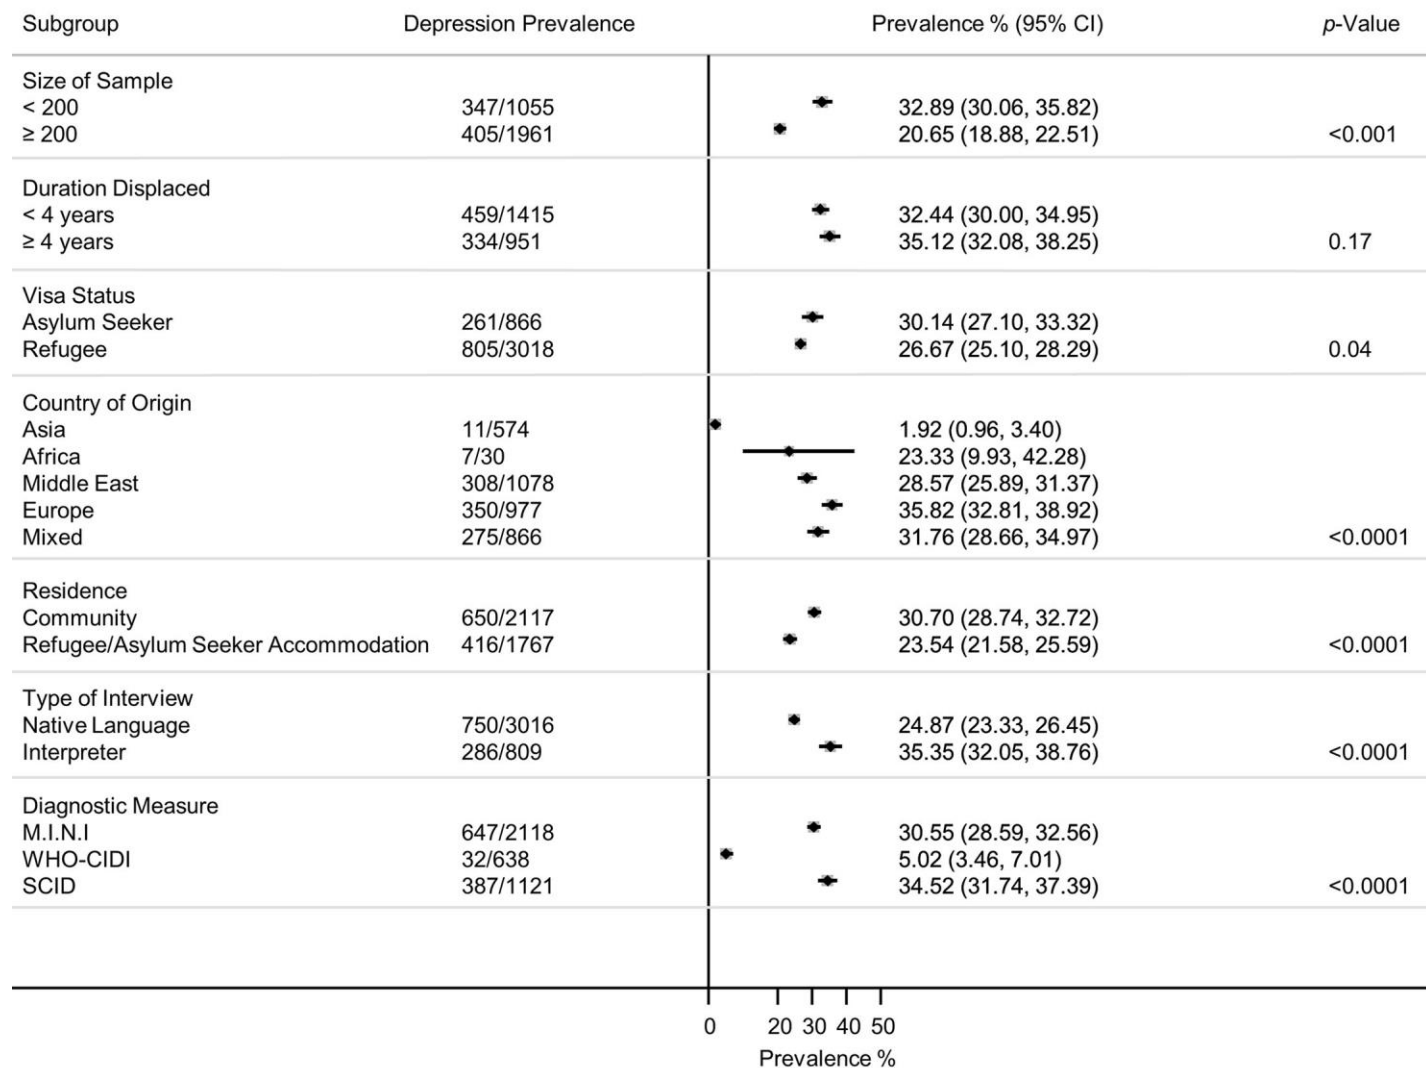 Subgroup Depression Prevalence Prevalence % (95% CI) p-Value
Size of Sample
< 200 347/1055 32.89 (30.06, 35.82)
≥ 200 405/1961 20.65 (18.88, 22.51) <0.001
Duration Displaced
< 4 years 459/1415 32.44 (30.00, 34.95)
≥ 4 years 334/951 35.12 (32.08, 38.25) 0.17
Visa Status
Asylum Seeker 261/866 30.14 (27.10, 33.32)
Refugee 805/3018 26.67 (25.10, 28.29) 0.04
Country of Origin
Asia 11/574 1.92 (0.96, 3.40)
Africa 7/30 23.33 (9.93, 42.28)
Middle East 308/1078 28.57 (25.89, 31.37)
Europe 350/977 35.82 (32.81, 38.92)
Mixed 275/866 31.76 (28.66, 34.97) <0.0001
Residence
Community 650/2117 30.70 (28.74, 32.72)
Refugee/Asylum Seeker Accommodation 416/1767 23.54 (21.58, 25.59) <0.0001
Type of Interview
Native Language 750/3016 24.87 (23.33, 26.45)
Interpreter 286/809 35.35 (32.05, 38.76) <0.0001
Diagnostic Measure
M.I.N.I 647/2118 30.55 (28.59, 32.56)
WHO-CIDI 32/638 5.02 (3.46, 7.01)
SCID 387/1121 34.52 (31.74, 37.39) <0.0001
0 20 30 40 50
Prevalence %